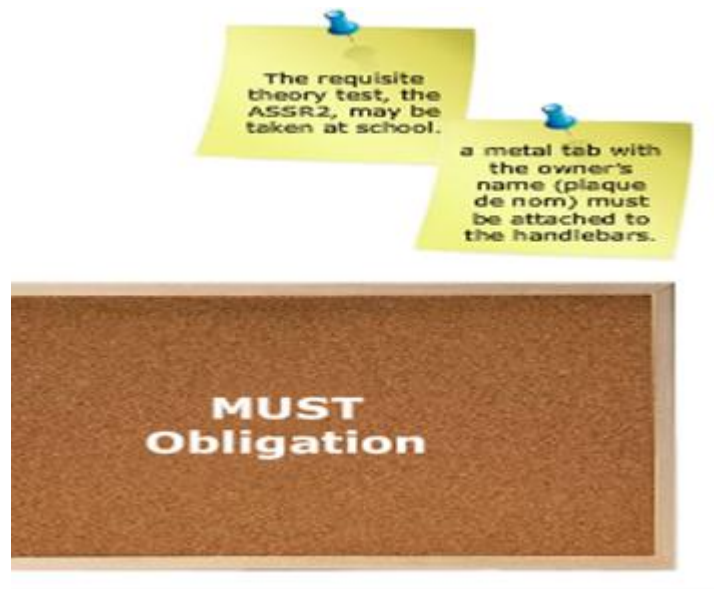 The requisite
theory test, the
ASSR2, may be
taken at school.
a metal tab with
the owner's
name (plaque
de nom) must
be attached to
the handlebars.
MUST
Obligation